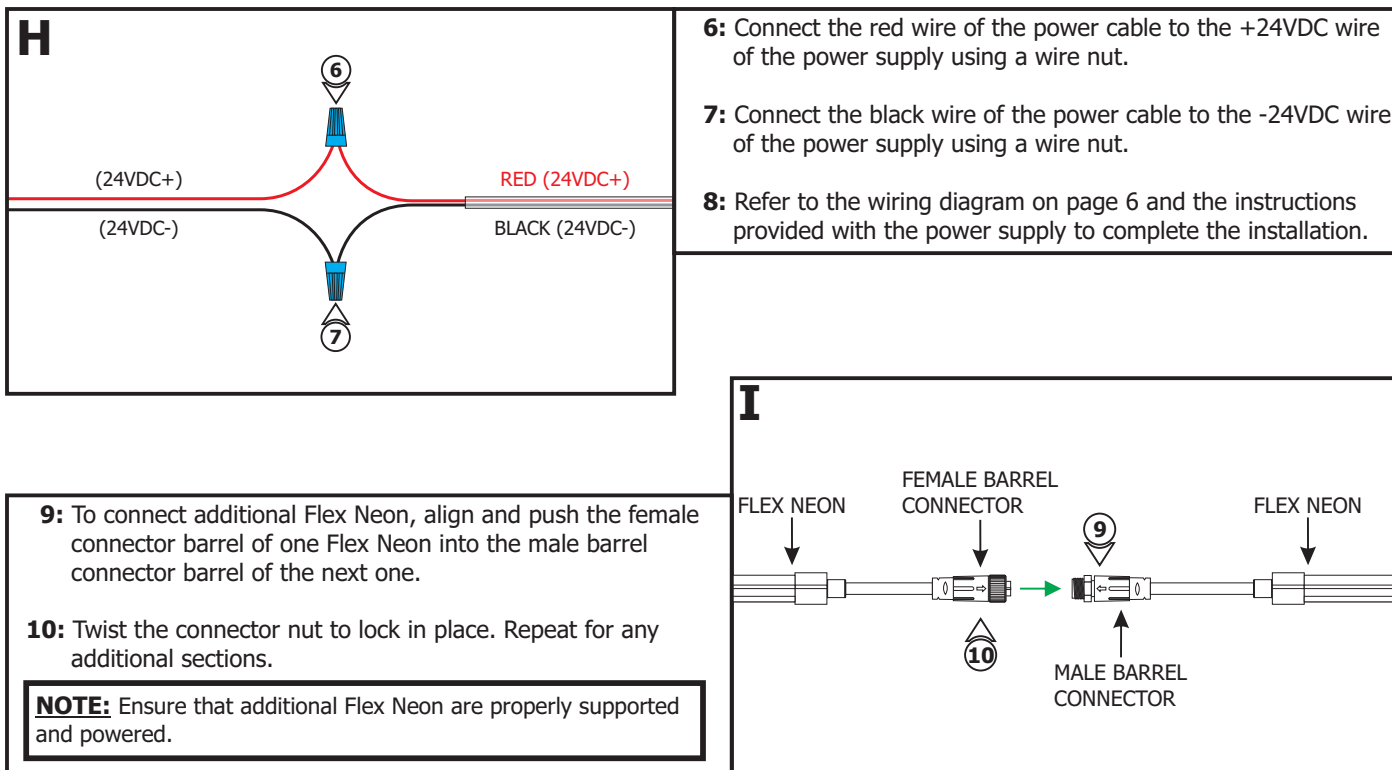 H
6
(24VDC+)
RED (24VDC+)
(24VDC-)
BLACK (24VDC-)
7
6: Connect the red wire of the power cable to the +24VDC wire
of the power supply using a wire nut.
7: Connect the black wire of the power cable to the -24VDC wire
of the power supply using a wire nut.
8: Refer to the wiring diagram on page 6 and the instructions
provided with the power supply to complete the installation.
9: To connect additional Flex Neon, align and push the female
connector barrel of one Flex Neon into the male barrel
connector barrel of the next one.
10: Twist the connector nut to lock in place. Repeat for any
additional sections.
NOTE: Ensure that additional Flex Neon are properly supported
and powered.
I
FLEX NEON
FEMALE BARREL
CONNECTOR
9
FLEX NEON
10
MALE BARREL
CONNECTOR